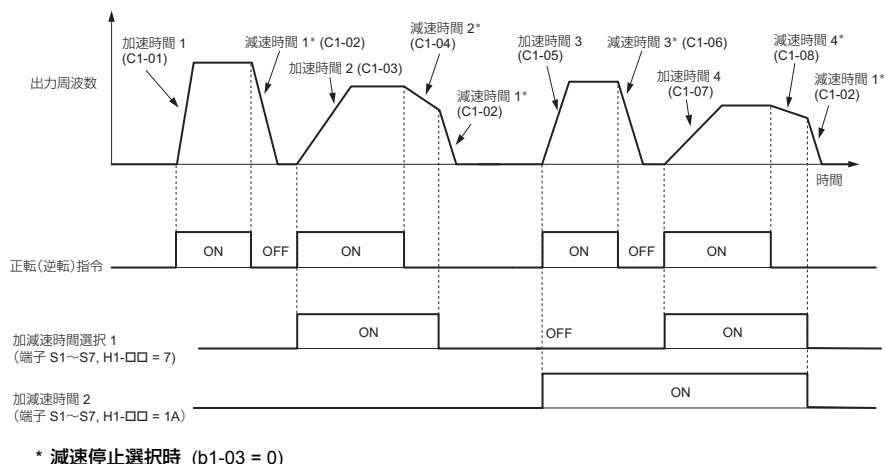 加速時間 1
(C1-01)
減速時間 1* (C1-02)
加速時間 2 (C1-03)
減速時間 2*
(C1-04)
減速時間 1*
(C1-02)
加速時間 3
(C1-05)
減速時間 3* (C1-06)
加速時間 4
(C1-07)
減速時間 4*
(C1-08)
減速時間 1*
(C1-02)
出力周波数
時間
正転(逆転)指令
ON
OFF
ON
ON
OFF
ON
加減速時間選択 1
(端子 S1～S7, H1-□□ = 7)
ON
OFF
ON
加減速時間 2
(端子 S1～S7, H1-□□ = 1A)
ON
* 減速停止選択時 (b1-03 = 0)